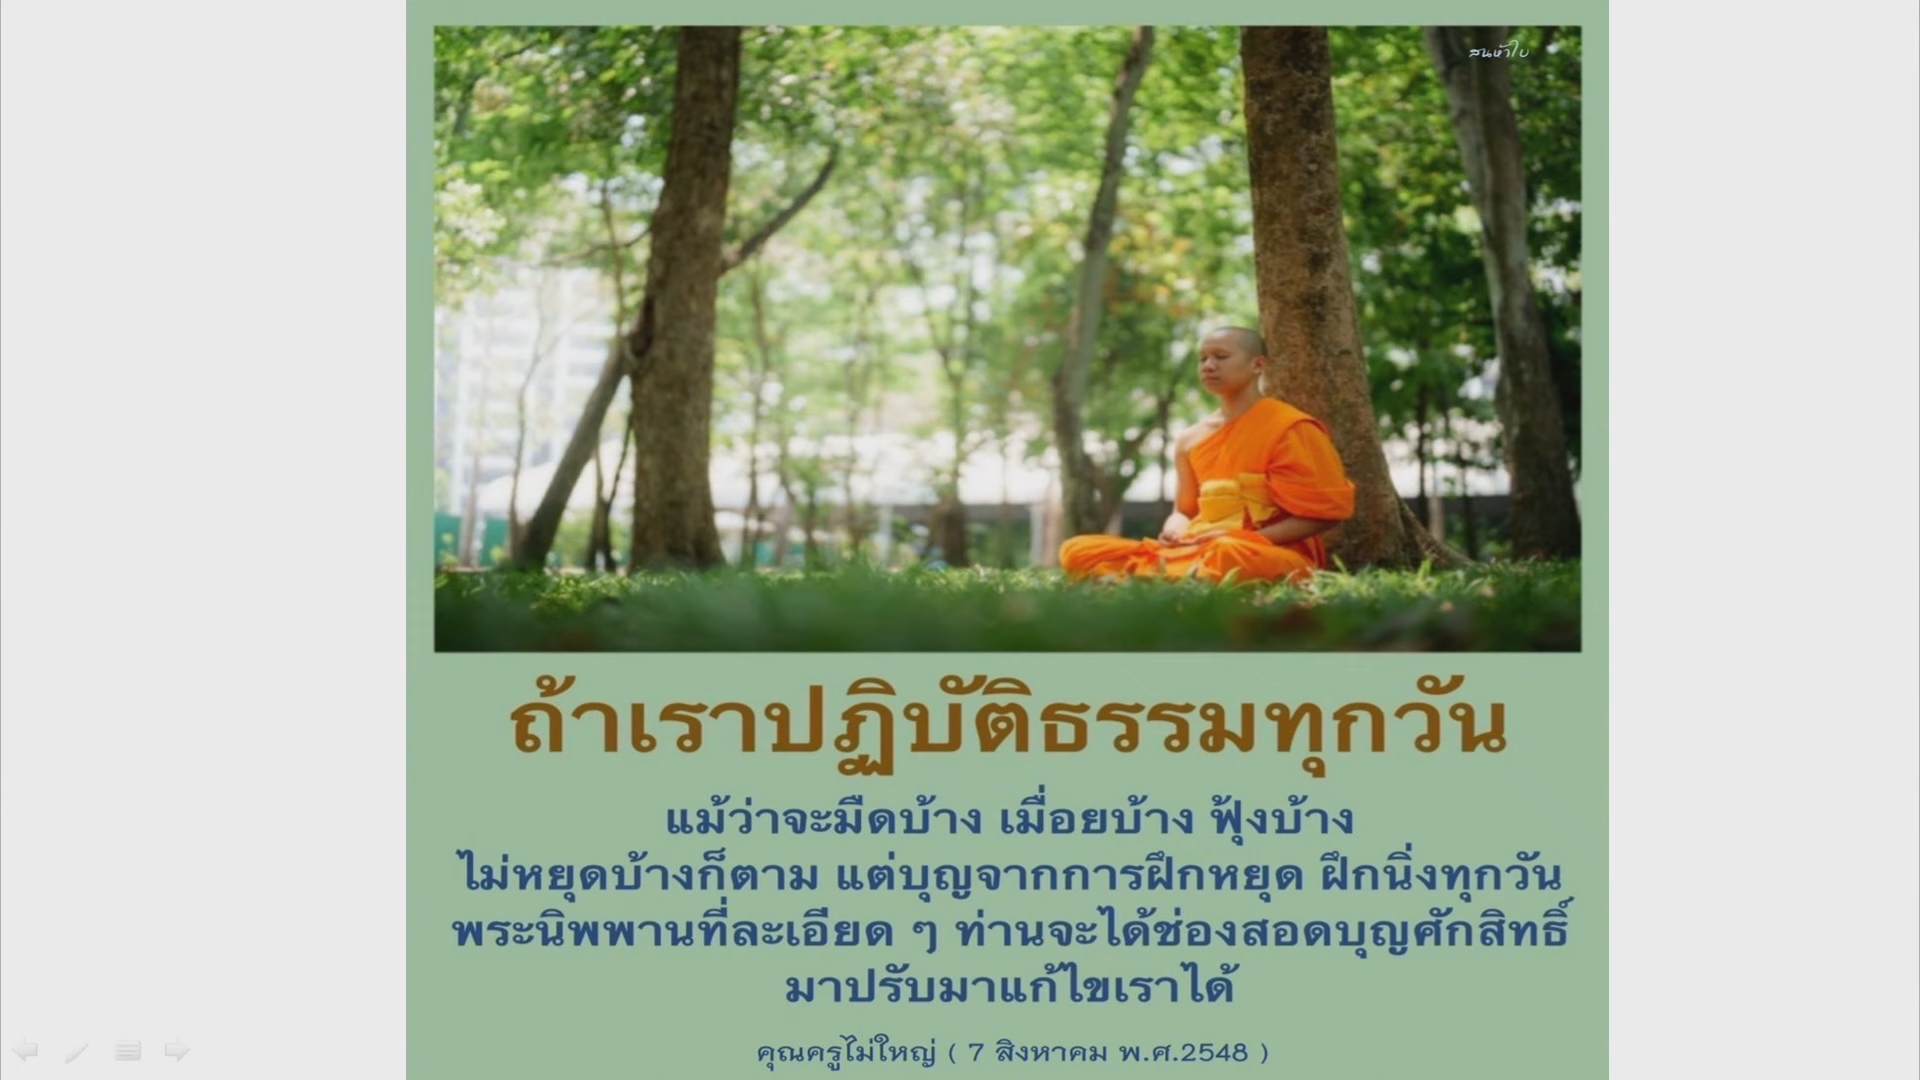 สนหัวใบ
ถ้าเราปฏิบัติธรรมทุกวัน
แม้ว่าจะมืดบ้าง เมื่อยบ้าง ฟุ้งบ้าง
ไม่หยุดบ้างก็ตาม แต่บุญจากการฝึกหยุด ฝึกนิ่งทุกวัน
พระนิพพานที่ละเอียด ๆ ท่านจะได้ช่องสอดบุญศักสิทธิ์
มาปรับมาแก้ไขเราได้
คุณครูไม่ใหญ่ ( 7 สิงหาคม พ.ศ.2548 )